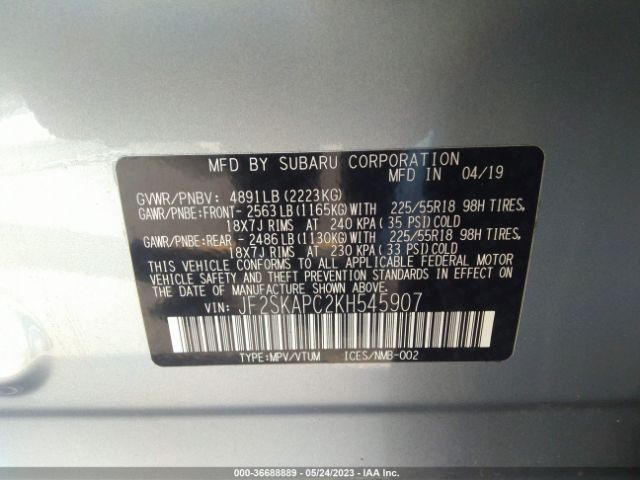 MFD BY SUBARU CORPORATION
MFD IN 04/19
GVWR/PNBV: 4891LB(2223KG)
GAWR/PNBE:FRONT- 2563LB(1165KG)WITH 225/55R18 98H TIRES,
18X7J RIMS AT 240 KPA(35 PSI)COLD
GAWR/PNBE:REAR -2486LB(1130KG)WITH 225/55R18 98H TIRES,
18X7J RIMS AT 230 KPA(33 PSI)COLD
THIS VEHICLE CONFORMS TO ALL APPLICABLE FEDERAL MOTOR
VEHICLE SAFETY AND THEFT PREVENTION STANDARDS IN EFFECT
ON THE DATE OF MANUFACTURE SHOWN ABOVE.
VIN: JF2SKAPC2KH545907
TYPE:MPV/VTUM ICES/NMB-002
000-36688889 - 05/24/2023 - IAA Inc.